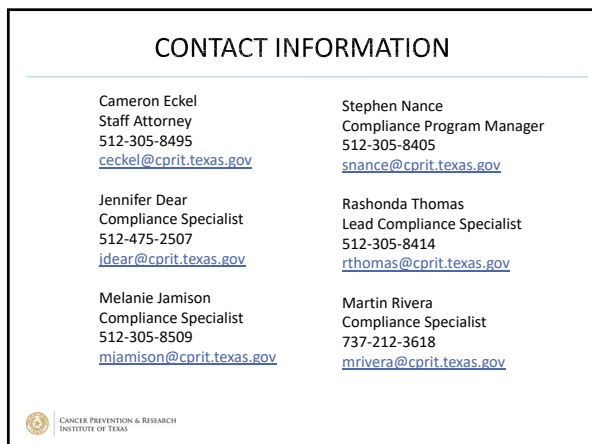 CONTACT INFORMATION
Cameron Eckel
Staff Attorney
512-305-8495
ceckel@cprit.texas.gov
Jennifer Dear
Compliance Specialist
512-475-2507
jdear@cprit.texas.gov
Melanie Jamison
Compliance Specialist
512-305-8509
mjamison@cprit.texas.gov
Stephen Nance
Compliance Program Manager
512-305-8405
snance@cprit.texas.gov
Rashonda Thomas
Lead Compliance Specialist
512-305-8414
rthomas@cprit.texas.gov
Martin Rivera
Compliance Specialist
737-212-3618
mrivera@cprit.texas.gov
CANCER PREVENTION & RESEARCH
INSTITUTE OF TEXAS